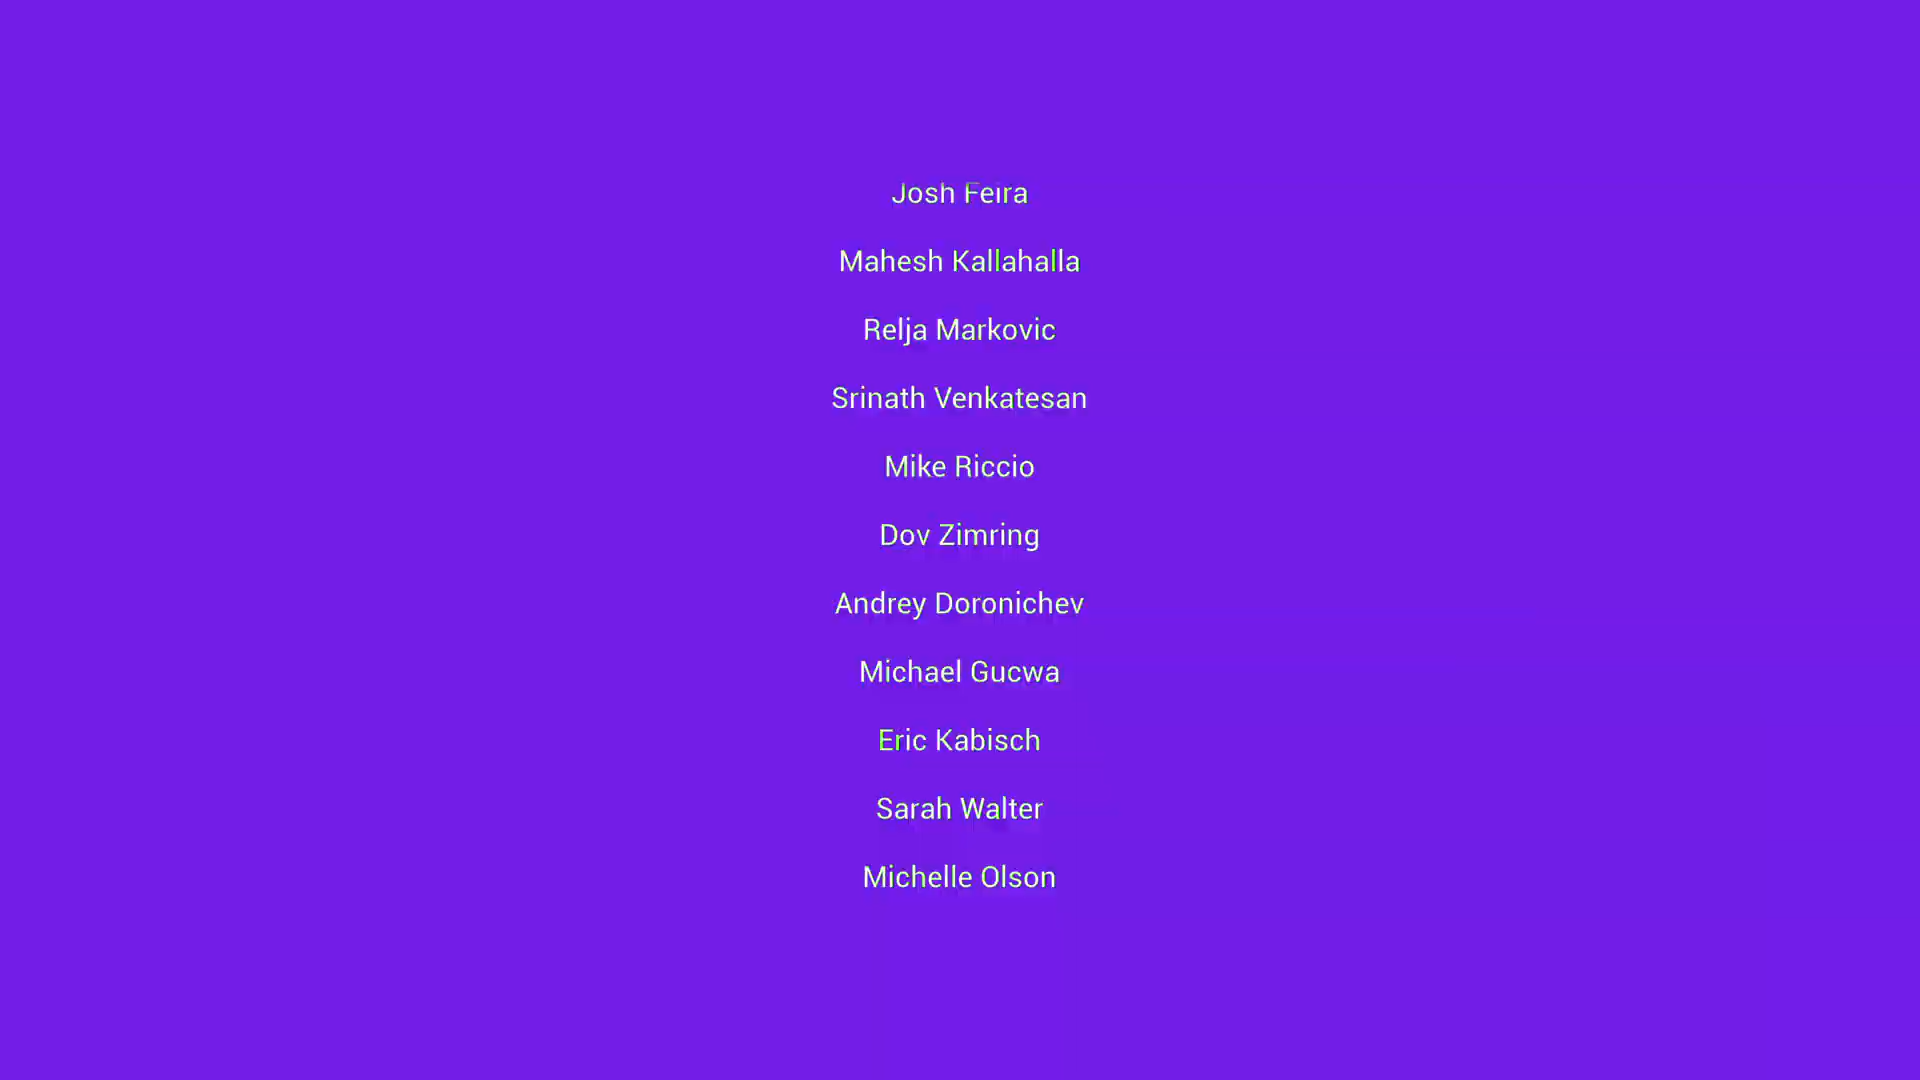 Josh Feira
Mahesh Kallahalla
Relja Markovic
Srinath Venkatesan
Mike Riccio
Dov Zimring
Andrey Doronichev
Michael Gucwa
Eric Kabisch
Sarah Walter
Michelle Olson